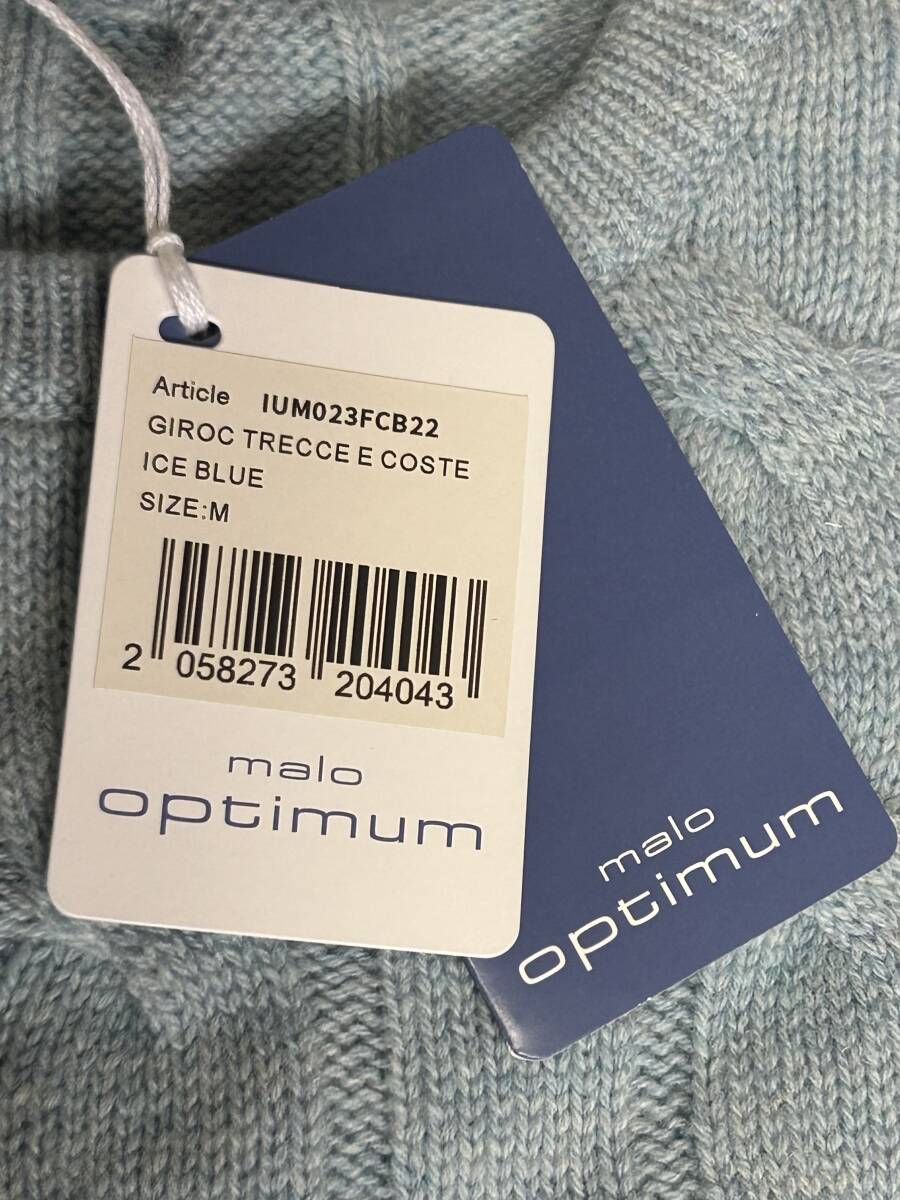 Article IUM023FCB22
GIROC TRECCE E COSTE
ICE BLUE
SIZE:M
2 058273 204043
malo
optimum
malo
optimum